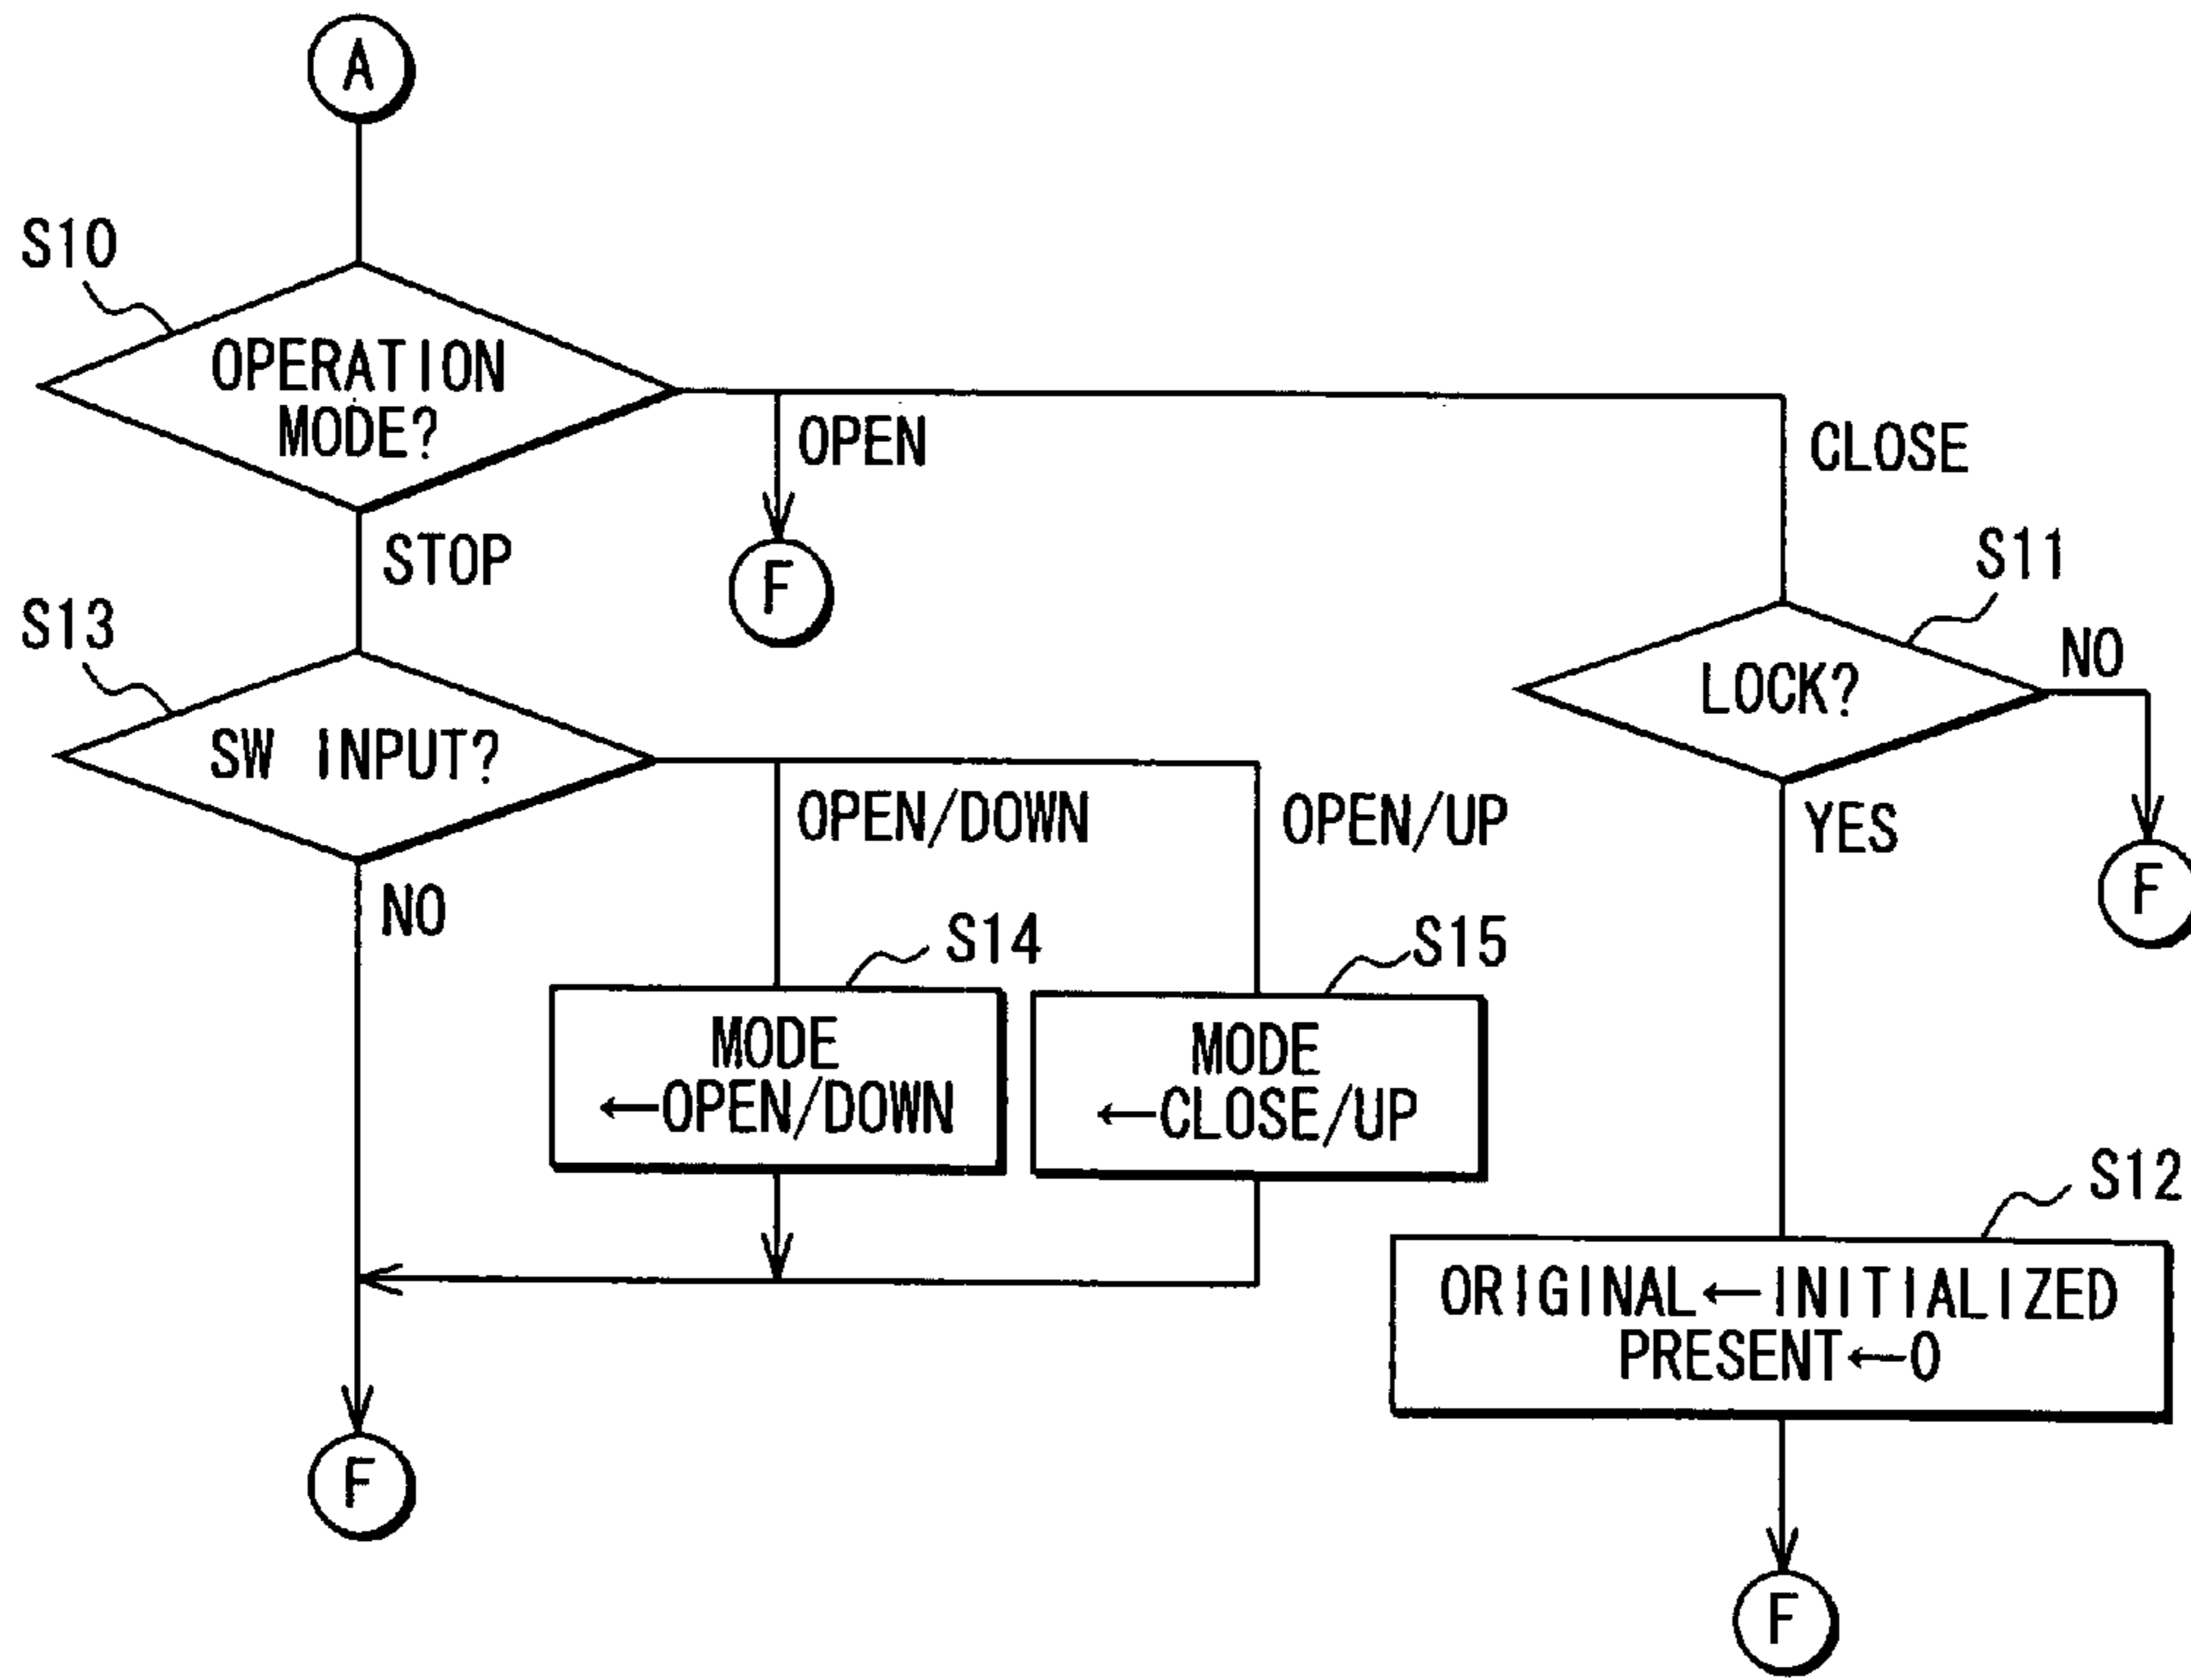 A
S10
OPERATION
MODE?
OPEN
CLOSE
STOP
F
S11
S13
LOCK?
NO
SW INPUT?
OPEN/DOWN
OPEN/UP
YES
F
NO
S14
S15
MODE
←OPEN/DOWN
MODE
←CLOSE/UP
S12
ORIGINAL←INITIALIZED
PRESENT←0
F
F